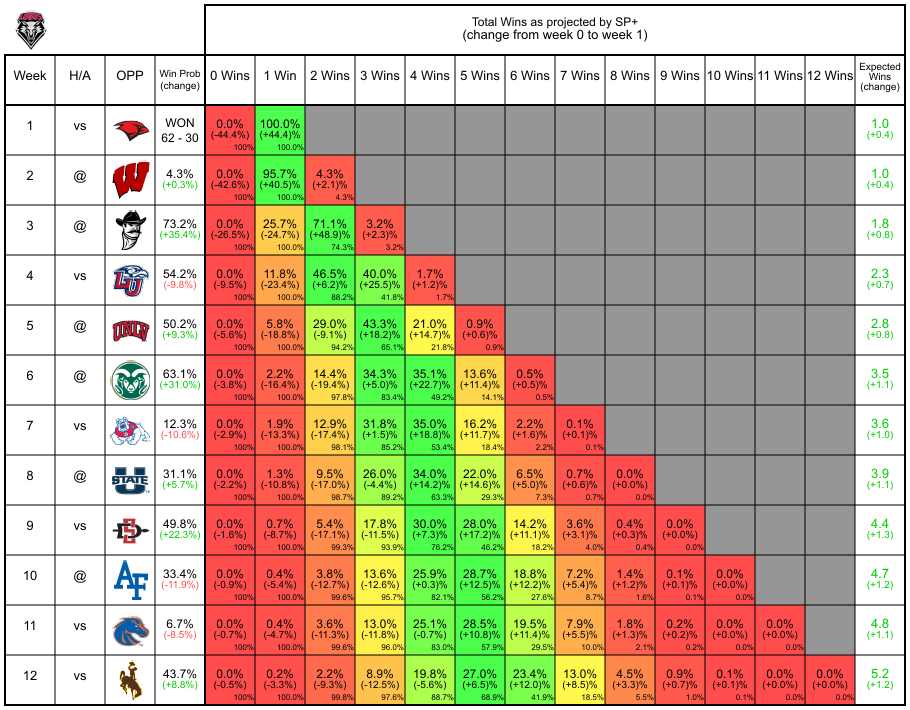 LOBOS
Total Wins as projected by SP+
(change from week 0 to week 1)
Week H/A OPP Win Prob (change) 0 Wins 1 Win 2 Wins 3 Wins 4 Wins 5 Wins 6 Wins 7 Wins 8 Wins 9 Wins 10 Wins 11 Wins 12 Wins Expected Wins (change)
1 vs WON 0.0% 100.0% 1.0
62 - 30 (-44.4)% (+44.4)% (+0.4)
100% 100.0%
2 @ W 4.3% 0.0% 95.7% 4.3% 1.0
(+0.3%) (-42.6%) (+40.5)% (+2.1)% (+0.4)
100% 100.0% 4.3%
3 @ 73.2% 0.0% 25.7% 71.1% 3.2% 1.8
(+35.4%) (-26.5%) (-24.7%) (+48.9)% (+2.3)% (+0.8)
100% 100.0% 74.3% 3.2%
4 vs LU 54.2% 0.0% 11.8% 46.5% 40.0% 1.7% 2.3
(-9.8%) (-9.5%) (-23.4%) (+6.2)% (+25.5)% (+1.2)% (+0.7)
100% 100.0% 88.2% 41.8% 1.7%
5 @ UNLV 50.2% 0.0% 5.8% 29.0% 43.3% 21.0% 0.9% 2.8
(+9.3%) (-5.6%) (-18.8%) (-9.1%) (+18.2)% (+14.7)% (+0.6)% (+0.8)
100% 100.0% 94.2% 65.1% 21.8% 0.9%
6 @ 63.1% 0.0% 2.2% 14.4% 34.3% 35.1% 13.6% 0.5% 3.5
(+31.0%) (-3.8%) (-16.4%) (-19.4%) (+5.0)% (+22.7)% (+11.4)% (+0.5)% (+1.1)
100% 100.0% 97.8% 83.4% 49.2% 14.1% 0.5%
7 vs 12.3% 0.0% 1.9% 12.9% 31.8% 35.0% 16.2% 2.2% 0.1% 3.6
(-10.6%) (-2.9%) (-13.3%) (-17.4%) (+1.5)% (+18.8)% (+11.7)% (+1.6)% (+0.1)% (+1.0)
100% 100.0% 98.1% 85.2% 53.4% 18.4% 2.2% 0.1%
8 @ U STATE 31.1% 0.0% 1.3% 9.5% 26.0% 34.0% 22.0% 6.5% 0.7% 0.0% 3.9
(+5.7%) (-2.2%) (-10.8%) (-17.0%) (-4.4%) (+14.2)% (+14.6)% (+5.0)% (+0.6)% (+0.0)% (+1.1)
100% 100.0% 98.7% 89.2% 63.3% 29.3% 7.3% 0.7% 0.0%
9 vs SD 49.8% 0.0% 0.7% 5.4% 17.8% 30.0% 28.0% 14.2% 3.6% 0.4% 0.0% 4.4
(+22.3%) (-1.6%) (-8.7%) (-17.1%) (-11.5%) (+7.3)% (+17.2)% (+11.1)% (+3.1)% (+0.3)% (+0.0)% (+1.3)
100% 100.0% 99.3% 93.9% 76.2% 46.2% 18.2% 4.0% 0.4% 0.0%
10 @ AF 33.4% 0.0% 0.4% 3.8% 13.6% 25.9% 28.7% 18.8% 7.2% 1.4% 0.1% 0.0% 4.7
(-11.9%) (-0.9%) (-5.4%) (-12.7%) (-12.6%) (+0.3)% (+12.5)% (+12.2)% (+5.4)% (+1.2)% (+0.1)% (+0.0)% (+1.2)
100% 100.0% 99.6% 95.7% 82.1% 56.2% 27.6% 8.7% 1.6% 0.1% 0.0%
11 vs 6.7% 0.0% 0.4% 3.6% 13.0% 25.1% 28.5% 19.5% 7.9% 1.8% 0.2% 0.0% 0.0% 4.8
(-8.5%) (-0.7%) (-4.7%) (-11.3%) (-11.8%) (-0.7%) (+10.8)% (+11.4)% (+5.5)% (+1.3)% (+0.2)% (+0.0)% (+0.0)% (+1.1)
100% 100.0% 99.6% 96.0% 83.0% 57.9% 29.5% 10.0% 2.1% 0.2% 0.0% 0.0%
12 vs 43.7% 0.0% 0.2% 2.2% 8.9% 19.8% 27.0% 23.4% 13.0% 4.5% 0.9% 0.1% 0.0% 0.0% 5.2
(+8.8%) (-0.5%) (-3.3%) (-9.3%) (-12.5%) (-5.6%) (+6.5)% (+12.0)% (+8.5)% (+3.3)% (+0.7)% (+0.1)% (+0.0)% (+0.0)% (+1.2)
100% 100.0% 99.8% 97.6% 88.7% 68.9% 41.9% 18.5% 5.5% 1.0% 0.1% 0.0% 0.0%